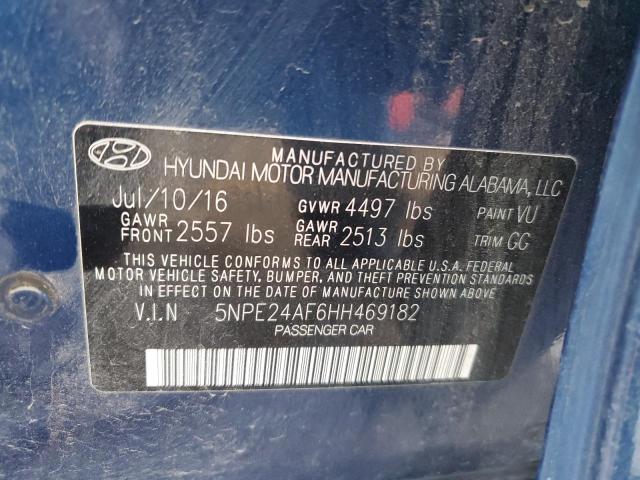 MANUFACTURED BY
HYUNDAI MOTOR MANUFACTURING ALABAMA, LLC
Jul/10/16 GVWR 4497 lbs PAINT VU
GAWR FRONT 2557 lbs GAWR REAR 2513 lbs TRIM GG
THIS VEHICLE CONFORMS TO ALL APPLICABLE U.S.A. FEDERAL
MOTOR VEHICLE SAFETY, BUMPER, AND THEFT PREVENTION STANDARDS
IN EFFECT ON THE DATE OF MANUFACTURE SHOWN ABOVE
V.I.N 5NPE24AF6HH469182
PASSENGER CAR